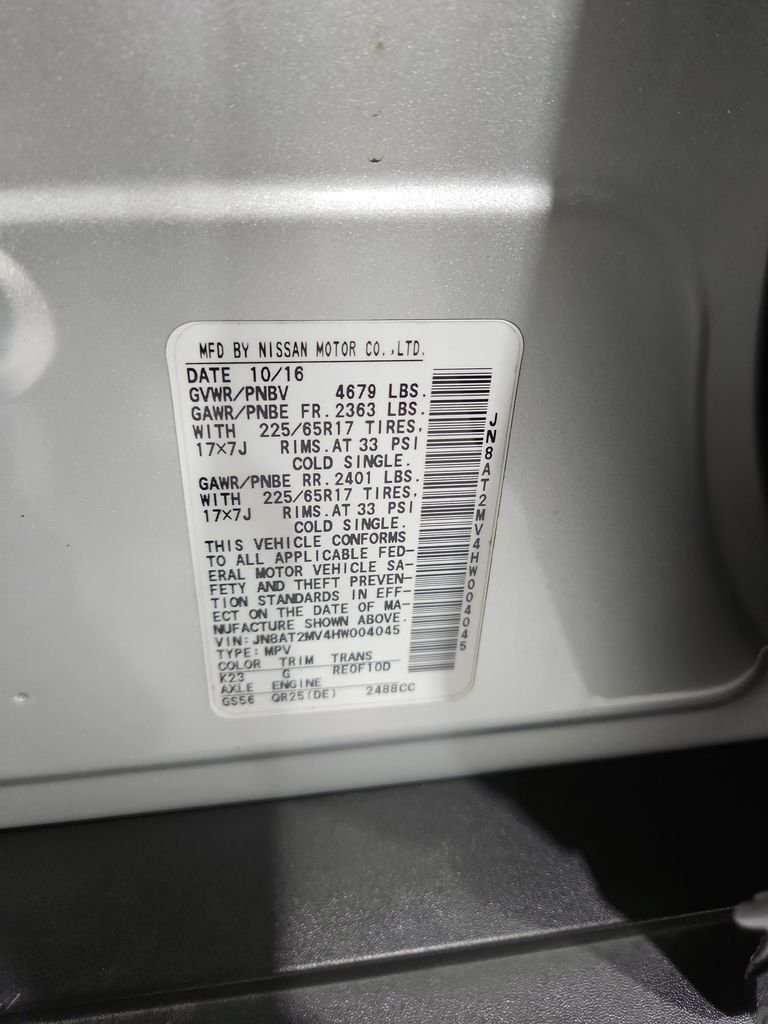 MFD BY NISSAN MOTOR CO.,LTD.
DATE 10/16
GVWR/PNBV 4679 LBS.
GAWR/PNBE FR. 2363 LBS.
WITH 225/65R17 TIRES,
17×7J RIMS.AT 33 PSI
COLD SINGLE.
GAWR/PNBE RR. 2401 LBS.
WITH 225/65R17 TIRES,
17×7J RIMS.AT 33 PSI
COLD SINGLE.
THIS VEHICLE CONFORMS
TO ALL APPLICABLE FED-
ERAL MOTOR VEHICLE SA-
FETY AND THEFT PREVEN-
TION STANDARDS IN EFF-
ECT ON THE DATE OF MA-
NUFACTURE SHOWN ABOVE.
VIN:JN8AT2MV4HW004045
TYPE:MPV
COLOR TRIM TRANS
K23 G RE0F10D
AXLE ENGINE
GS56 QR25(DE) 2488CC
JN8AT2MV4HW004045